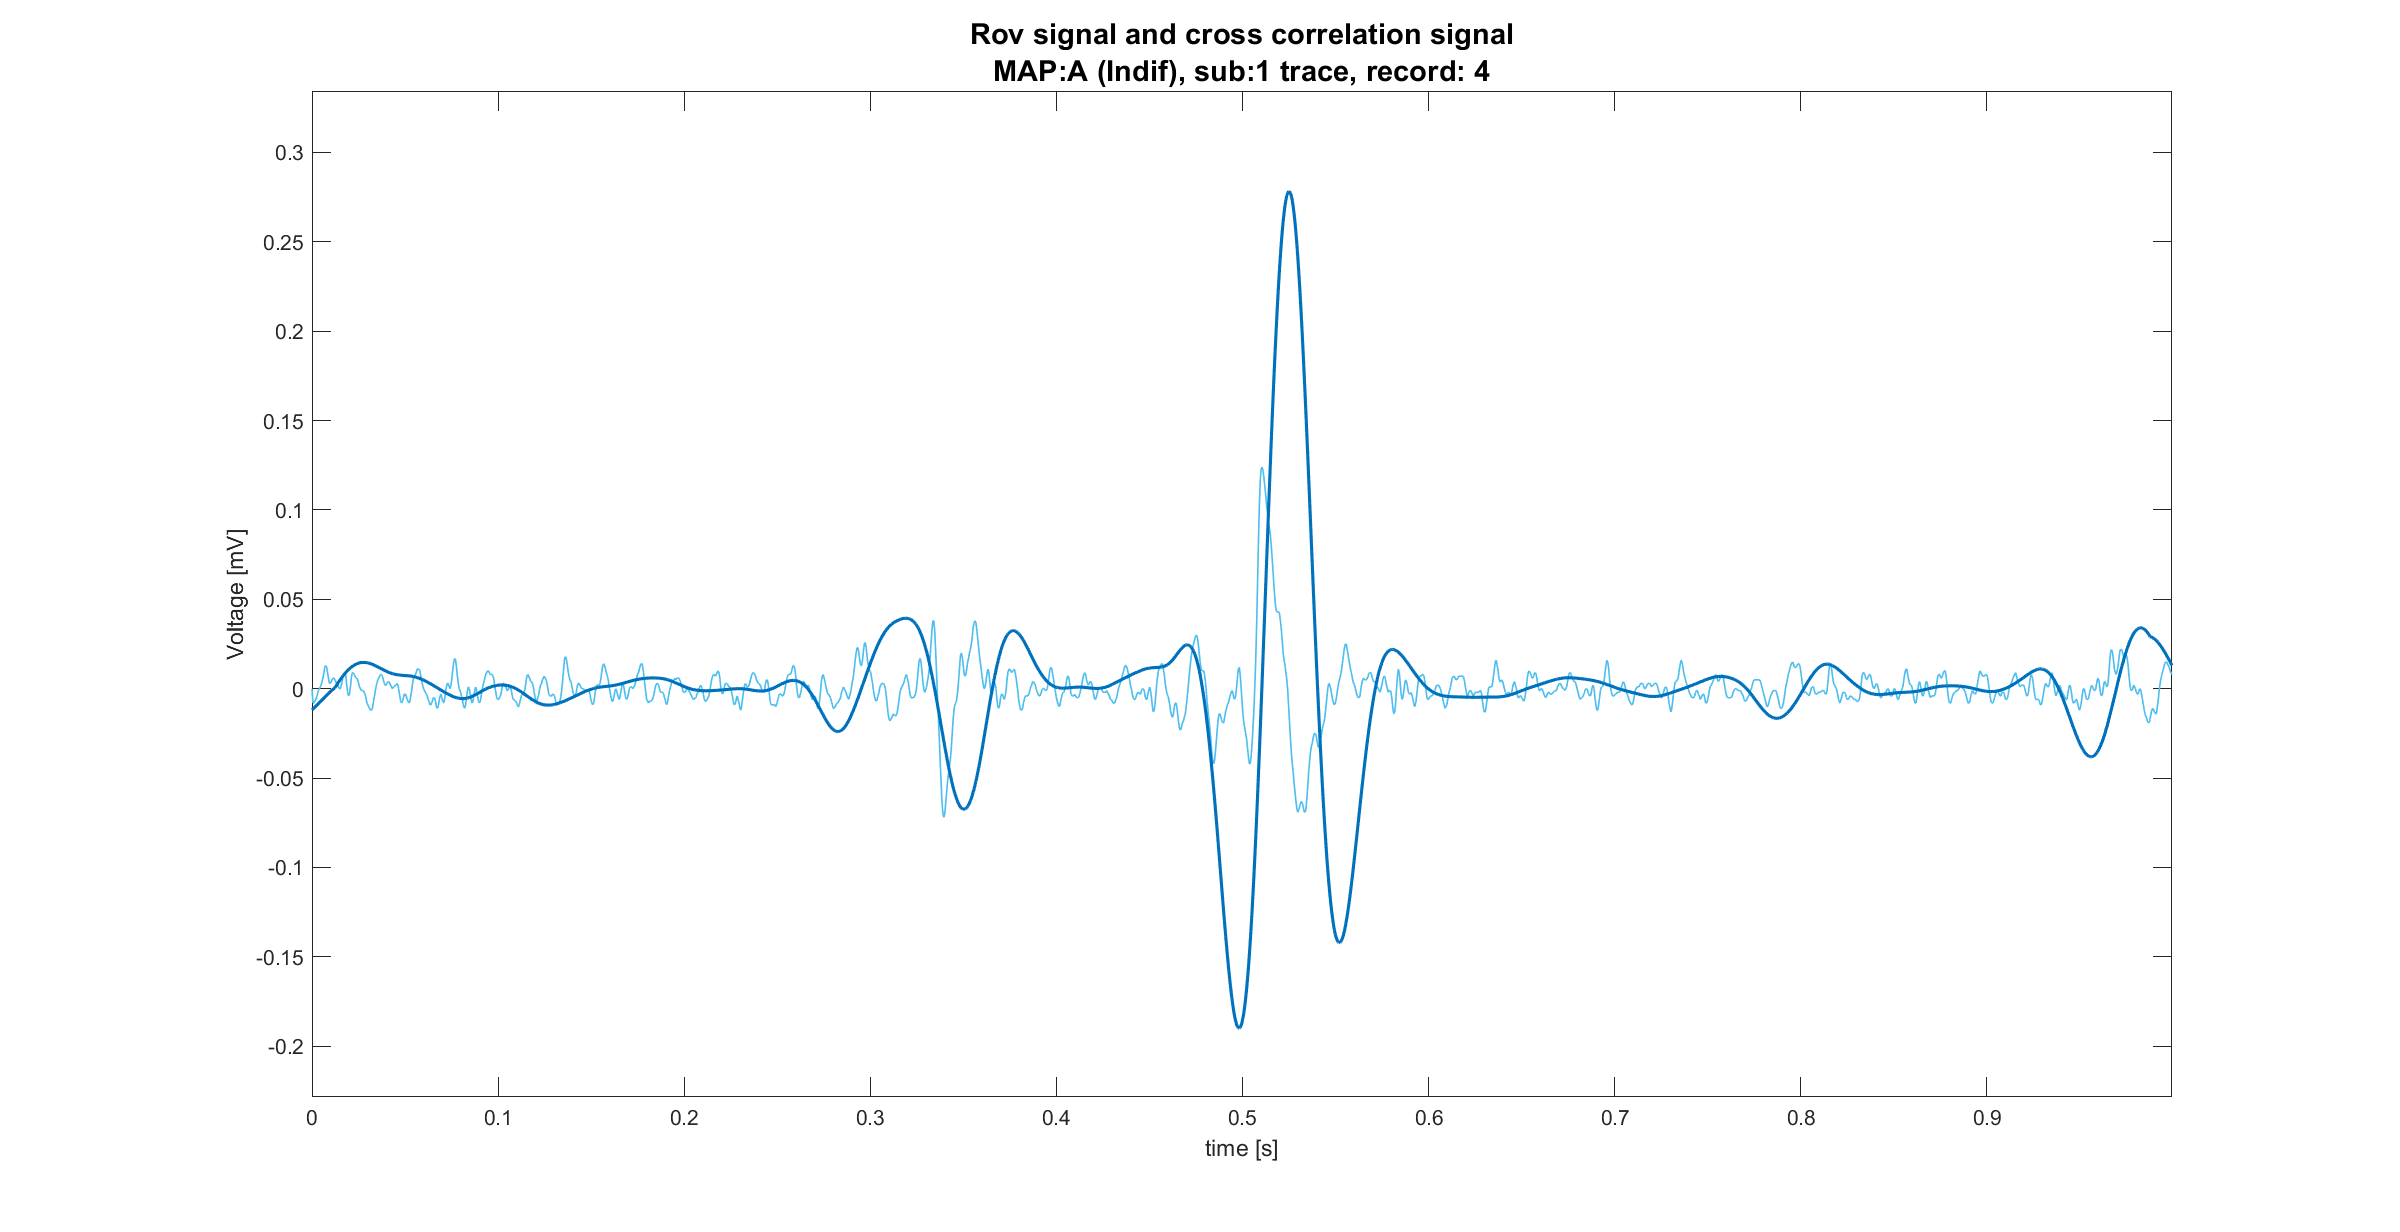 Rov signal and cross correlation signal
MAP:A (Indif), sub:1 trace, record: 4
0.3
0.25
0.2
0.15
0.1
0.05
0
-0.05
-0.1
-0.15
-0.2
Voltage [mV]
0 0.1 0.2 0.3 0.4 0.5 0.6 0.7 0.8 0.9
time [s]